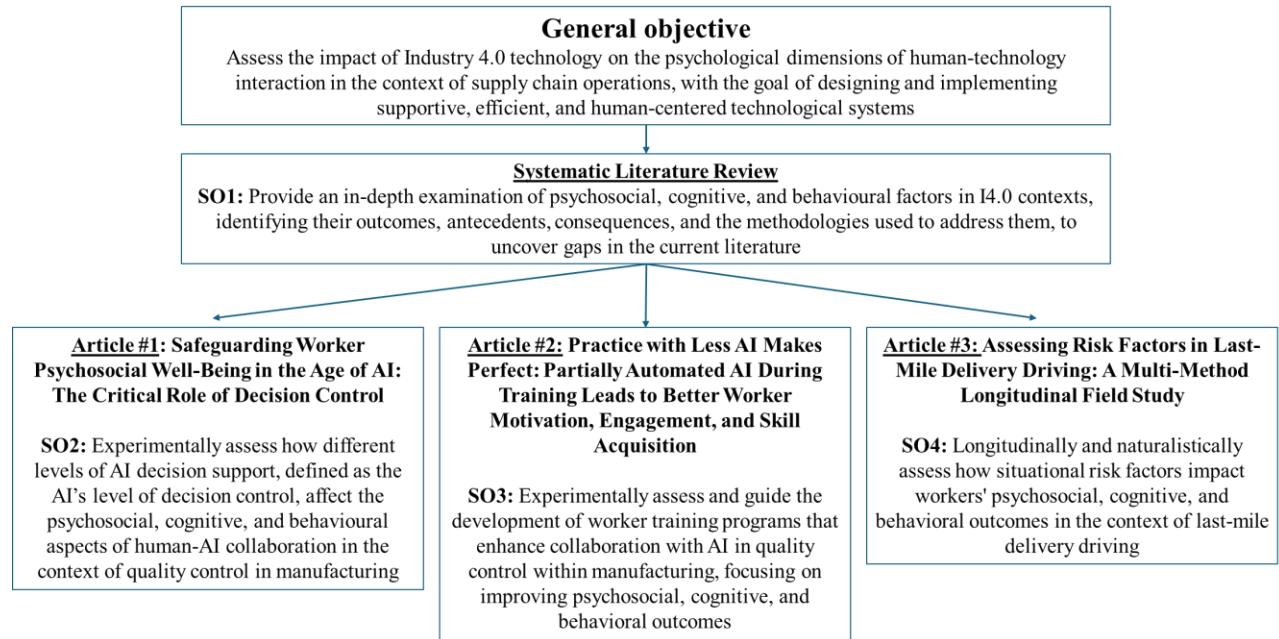 General objective
Assess the impact of Industry 4.0 technology on the psychological dimensions of human-technology
interaction in the context of supply chain operations, with the goal of designing and implementing
supportive, efficient, and human-centered technological systems
Systematic Literature Review
SO1: Provide an in-depth examination of psychosocial, cognitive, and behavioural factors in I4.0 contexts,
identifying their outcomes, antecedents, consequences, and the methodologies used to address them, to
uncover gaps in the current literature
Article #1: Safeguarding Worker
Psychosocial Well-Being in the Age of AI:
The Critical Role of Decision Control
SO2: Experimentally assess how different
levels of AI decision support, defined as the
AI's level of decision control, affect the
psychosocial, cognitive, and behavioural
aspects of human-AI collaboration in the
context of quality control in manufacturing
Article #2: Practice with Less AI Makes
Perfect: Partially Automated AI During
Training Leads to Better Worker
Motivation, Engagement, and Skill
Acquisition
SO3: Experimentally assess and guide the
development of worker training programs that
enhance collaboration with AI in quality
control within manufacturing, focusing on
improving psychosocial, cognitive, and
behavioral outcomes
Article #3: Assessing Risk Factors in Last-
Mile Delivery Driving: A Multi-Method
Longitudinal Field Study
SO4: Longitudinally and naturalistically
assess how situational risk factors impact
workers' psychosocial, cognitive, and
behavioral outcomes in the context of last-mile
delivery driving